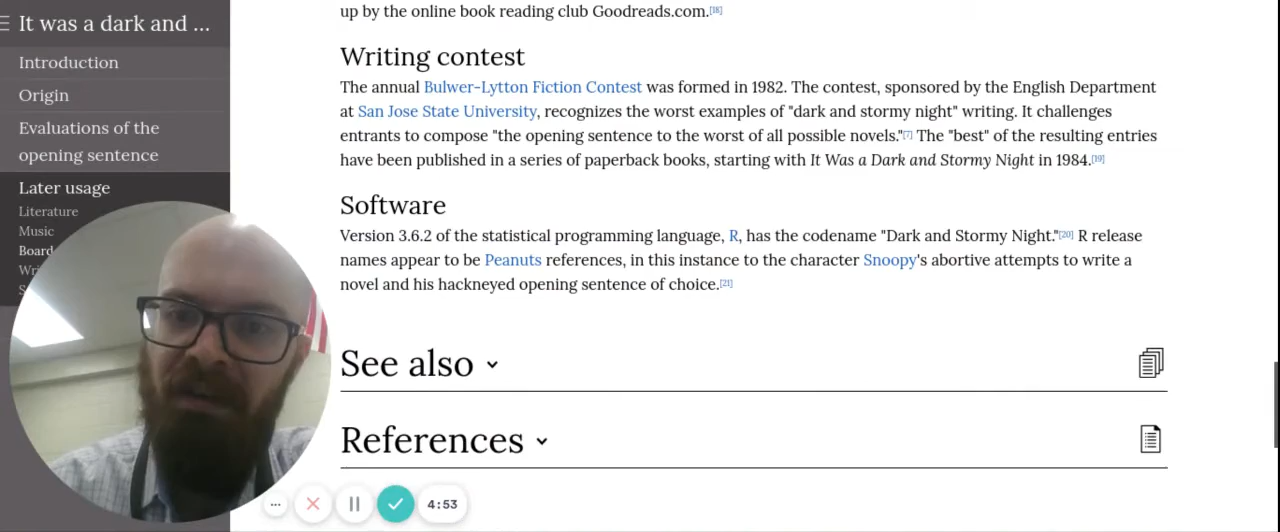 It was a dark and ...
Introduction
Origin
Evaluations of the
opening sentence
Later usage
Literature
Music
Board
up by the online book reading club Goodreads.com.[18]
Writing contest
The annual Bulwer-Lytton Fiction Contest was formed in 1982. The contest, sponsored by the English Department
at San Jose State University, recognizes the worst examples of "dark and stormy night" writing. It challenges
entrants to compose "the opening sentence to the worst of all possible novels."[7] The "best" of the resulting entries
have been published in a series of paperback books, starting with It Was a Dark and Stormy Night in 1984.[19]
Software
Version 3.6.2 of the statistical programming language, R, has the codename "Dark and Stormy Night."[20] R release
names appear to be Peanuts references, in this instance to the character Snoopy's abortive attempts to write a
novel and his hackneyed opening sentence of choice.[21]
See also
References
4:53